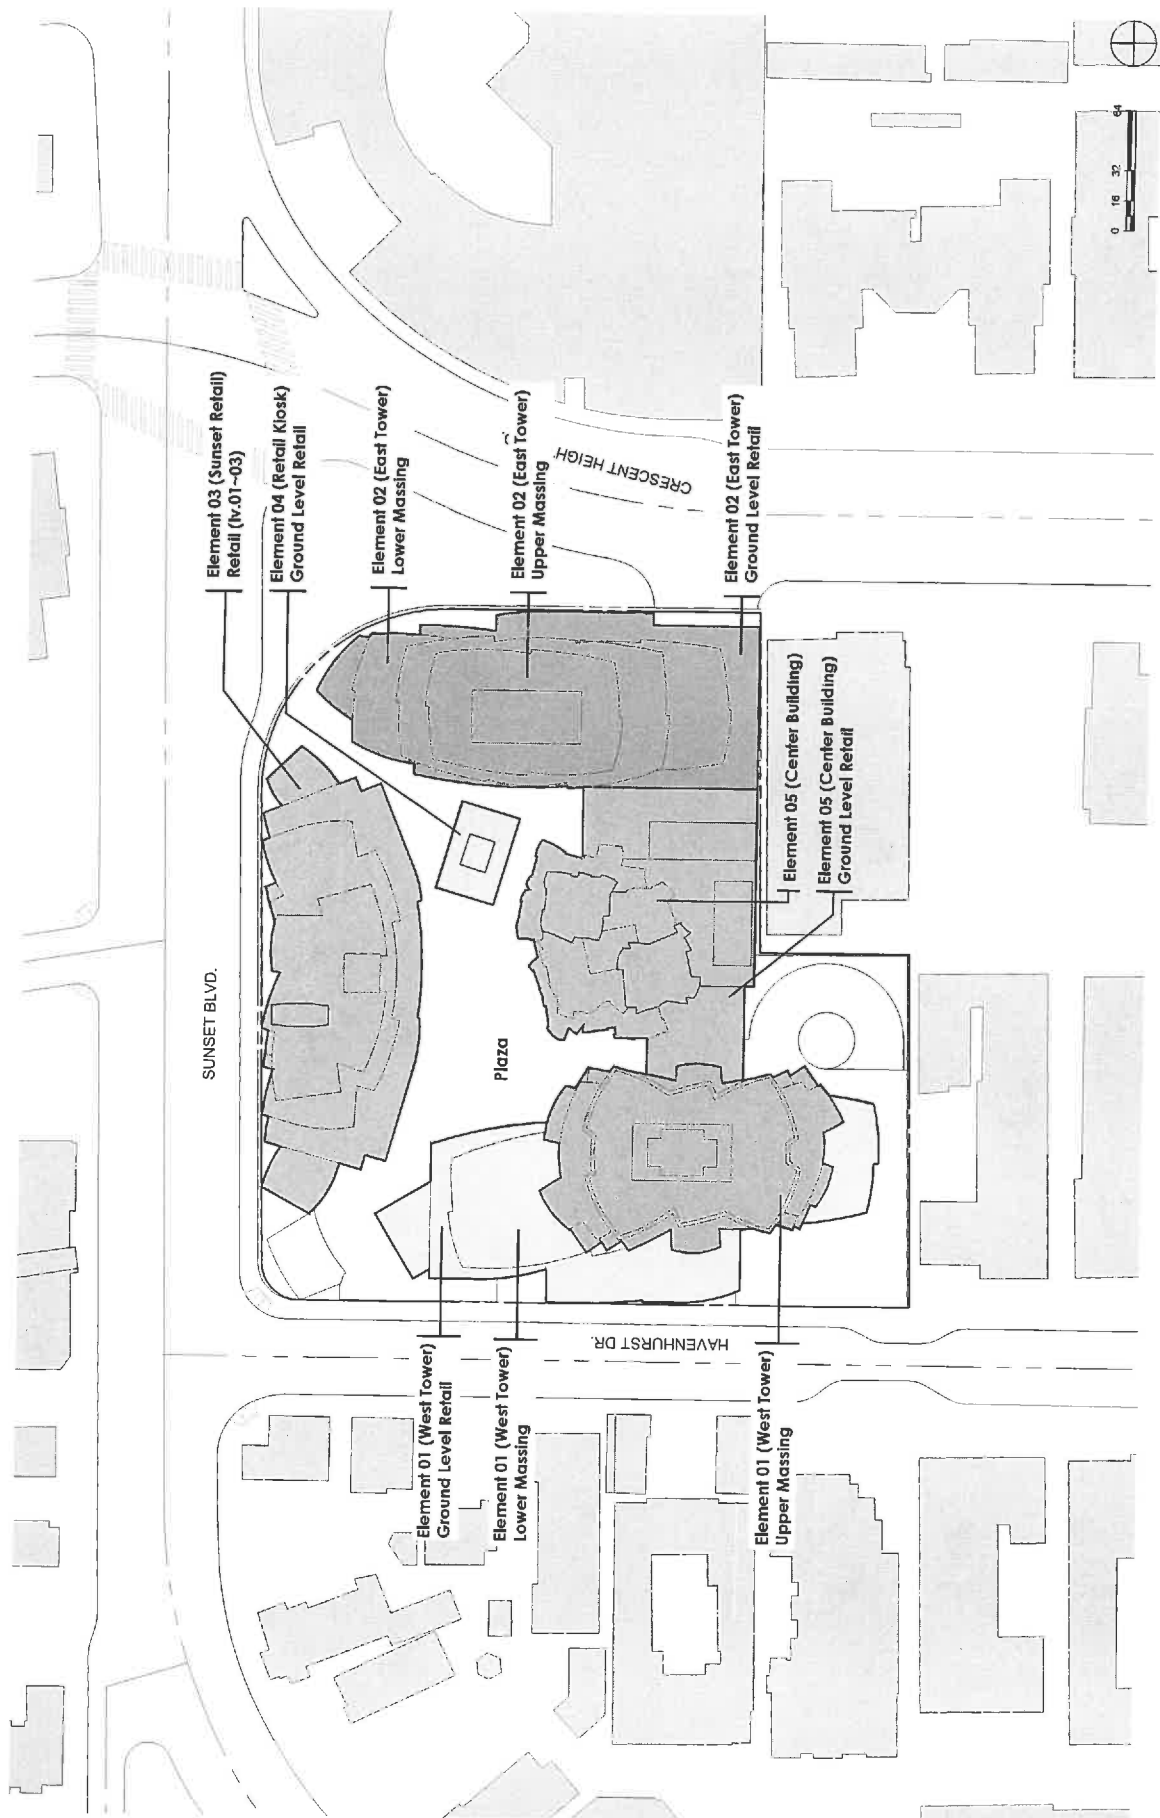 SUNSET BLVD.
Element 03 (Sunset Retail)
Retail (lv.01~03)
Element 04 (Retail Kiosk)
Ground Level Retail
Element 02 (East Tower)
Lower Massing
Element 02 (East Tower)
Upper Massing
CRESCENT HEIGH
Element 02 (East Tower)
Ground Level Retail
Element 05 (Center Building)
Element 05 (Center Building)
Ground Level Retail
Plaza
Element 01 (West Tower)
Ground Level Retail
Element 01 (West Tower)
Lower Massing
HAVENHURST DR.
Element 01 (West Tower)
Upper Massing
0 16 32 64